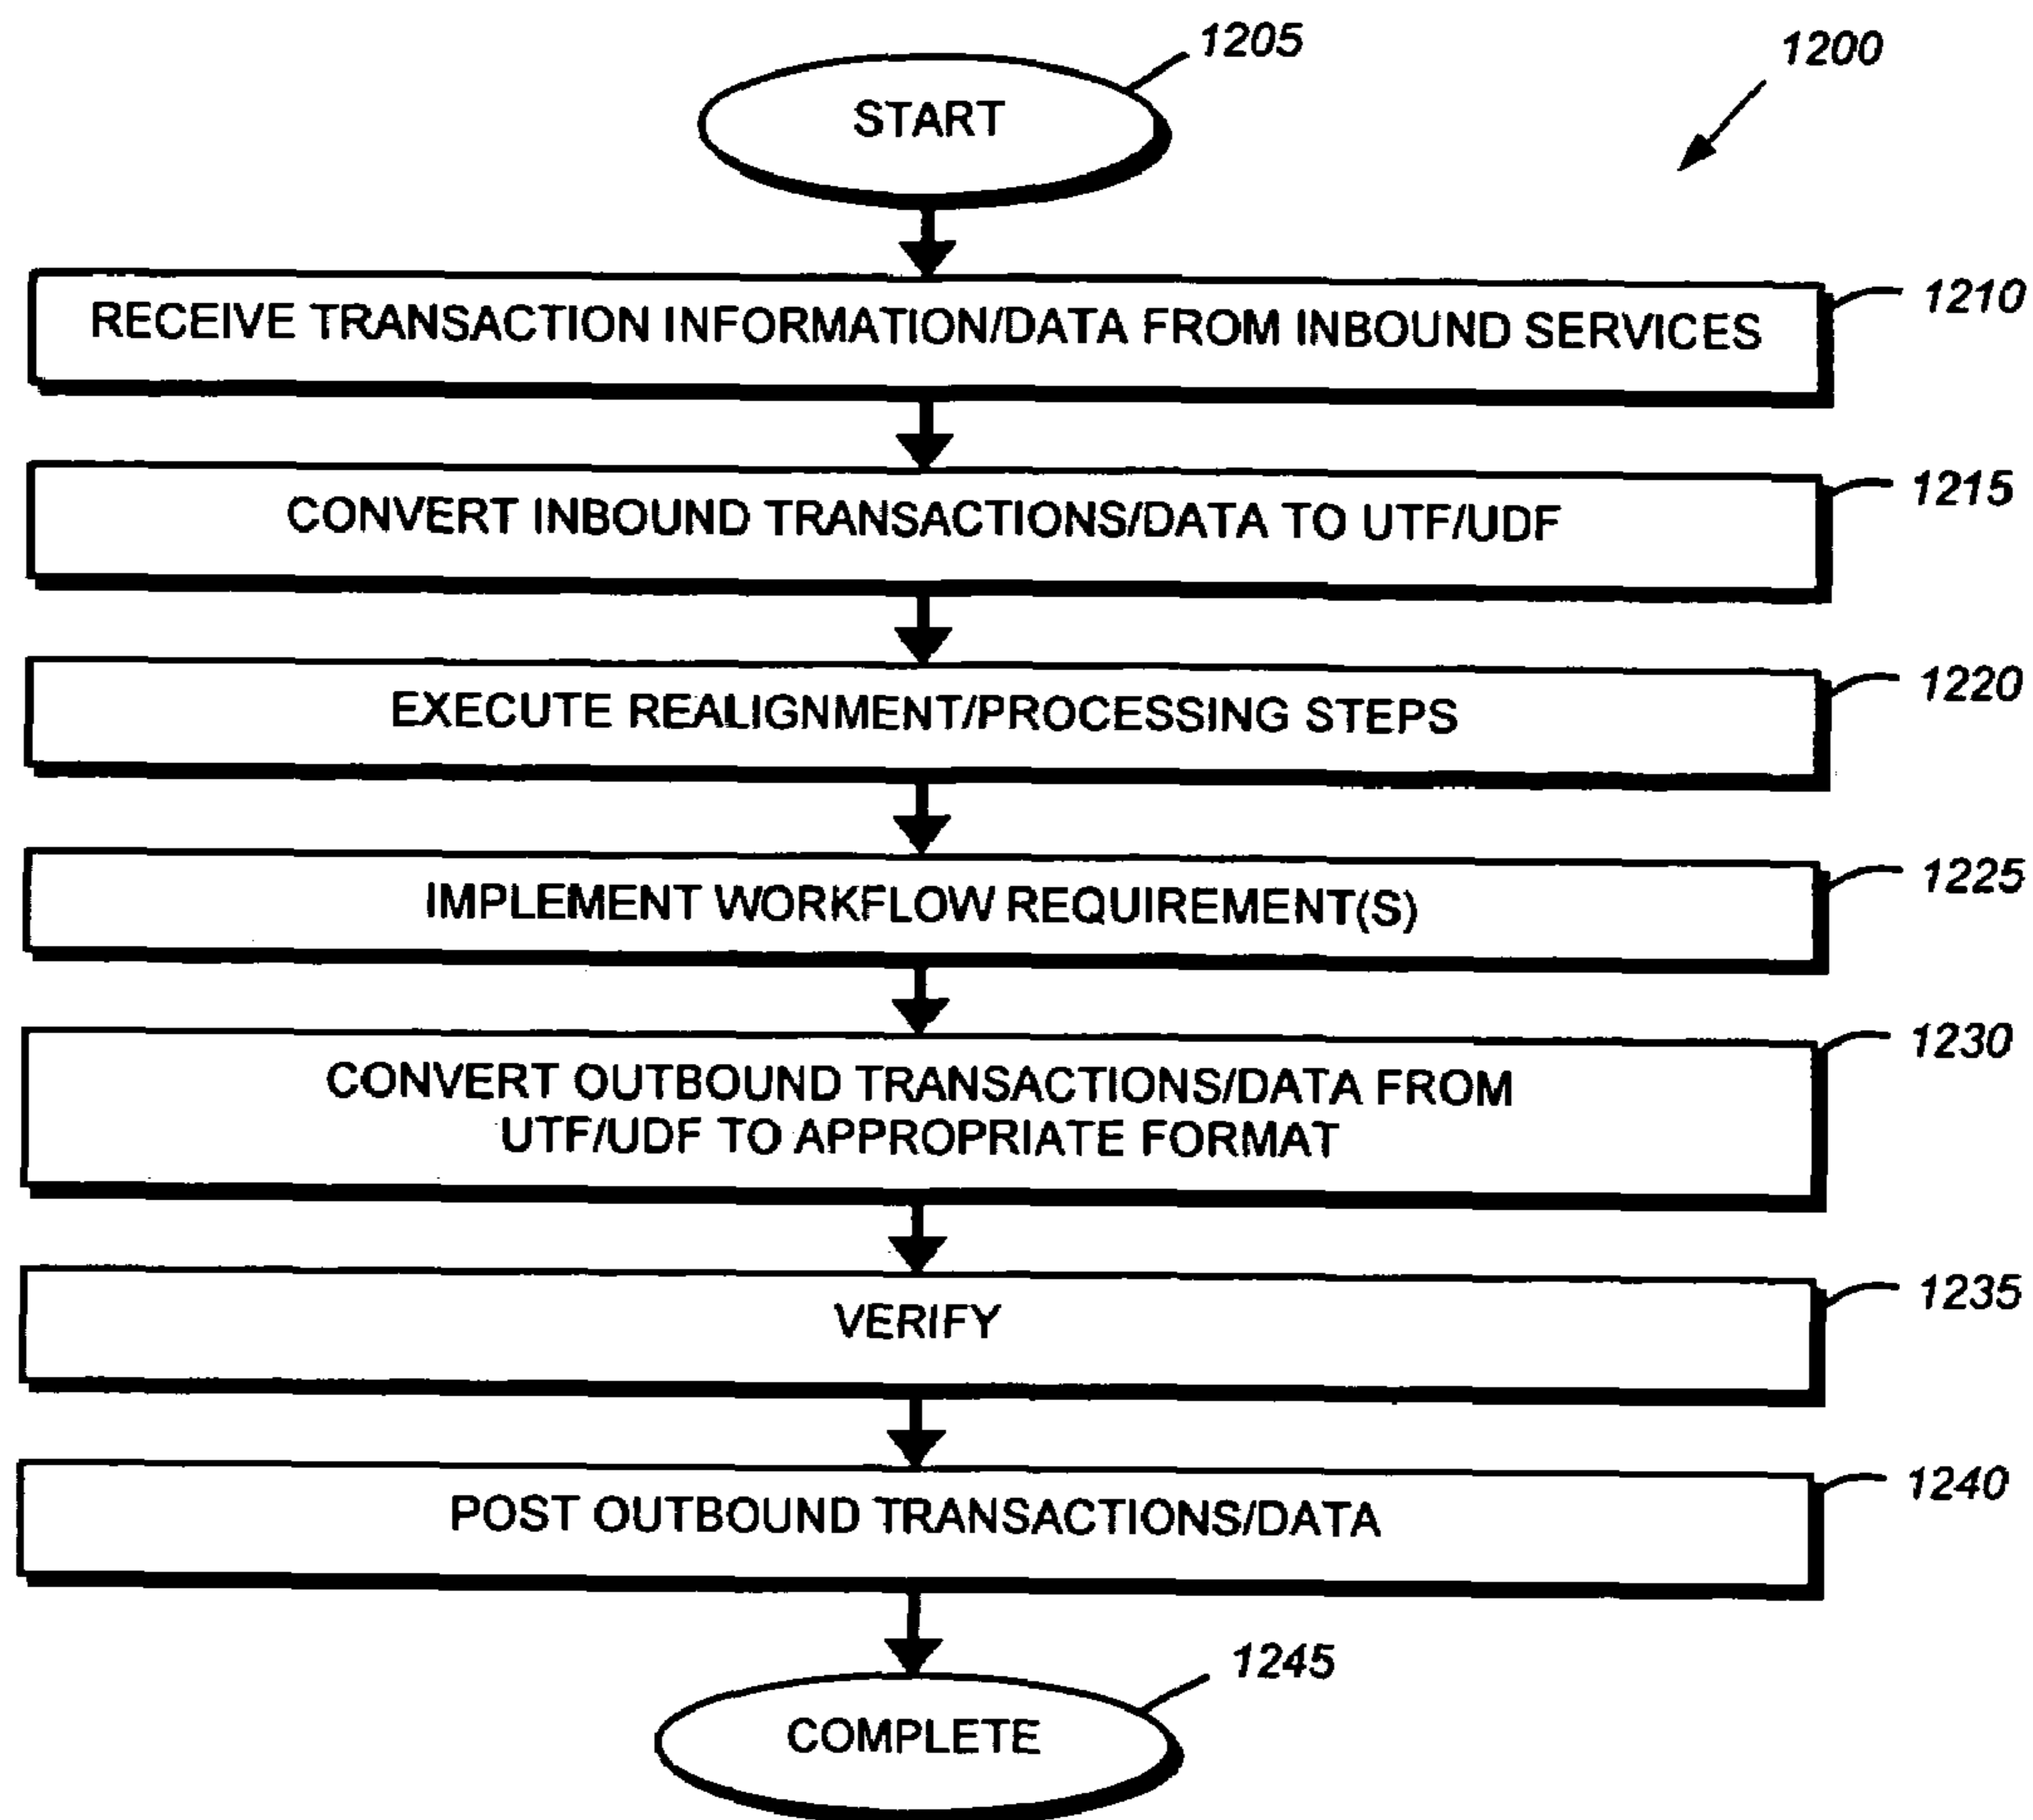 1205
1200
START
RECEIVE TRANSACTION INFORMATION/DATA FROM INBOUND SERVICES
1210
CONVERT INBOUND TRANSACTIONS/DATA TO UTF/UDF
1215
EXECUTE REALIGNMENT/PROCESSING STEPS
1220
IMPLEMENT WORKFLOW REQUIREMENT(S)
1225
CONVERT OUTBOUND TRANSACTIONS/DATA FROM
UTF/UDF TO APPROPRIATE FORMAT
1230
VERIFY
1235
POST OUTBOUND TRANSACTIONS/DATA
1240
1245
COMPLETE